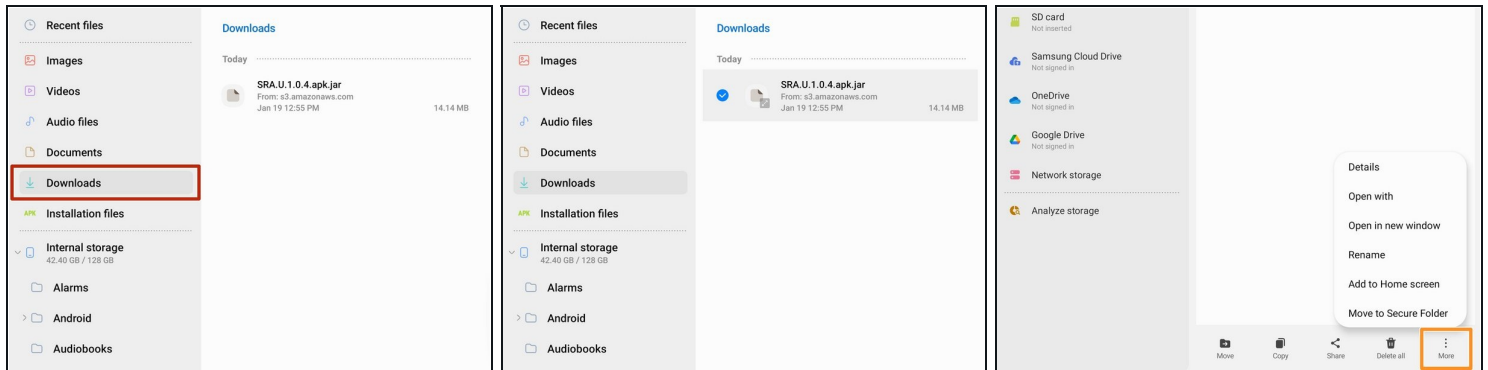 Recent files
Images
Videos
Audio files
Documents
Downloads
APK Installation files
Internal storage
42.40 GB / 128 GB
Alarms
Android
Audiobooks
Downloads
Today
SRA.U.1.0.4.apk.jar
From: s3.amazonaws.com
Jan 19 12:55 PM 14.14 MB
Recent files
Images
Videos
Audio files
Documents
Downloads
APK Installation files
Internal storage
42.40 GB / 128 GB
Alarms
Android
Audiobooks
Downloads
Today
SRA.U.1.0.4.apk.jar
From: s3.amazonaws.com
Jan 19 12:55 PM 14.14 MB
SD card
Not inserted
Samsung Cloud Drive
Not signed in
OneDrive
Not signed in
Google Drive
Not signed in
Network storage
Analyze storage
Details
Open with
Open in new window
Rename
Add to Home screen
Move to Secure Folder
Move Copy Share Delete all More